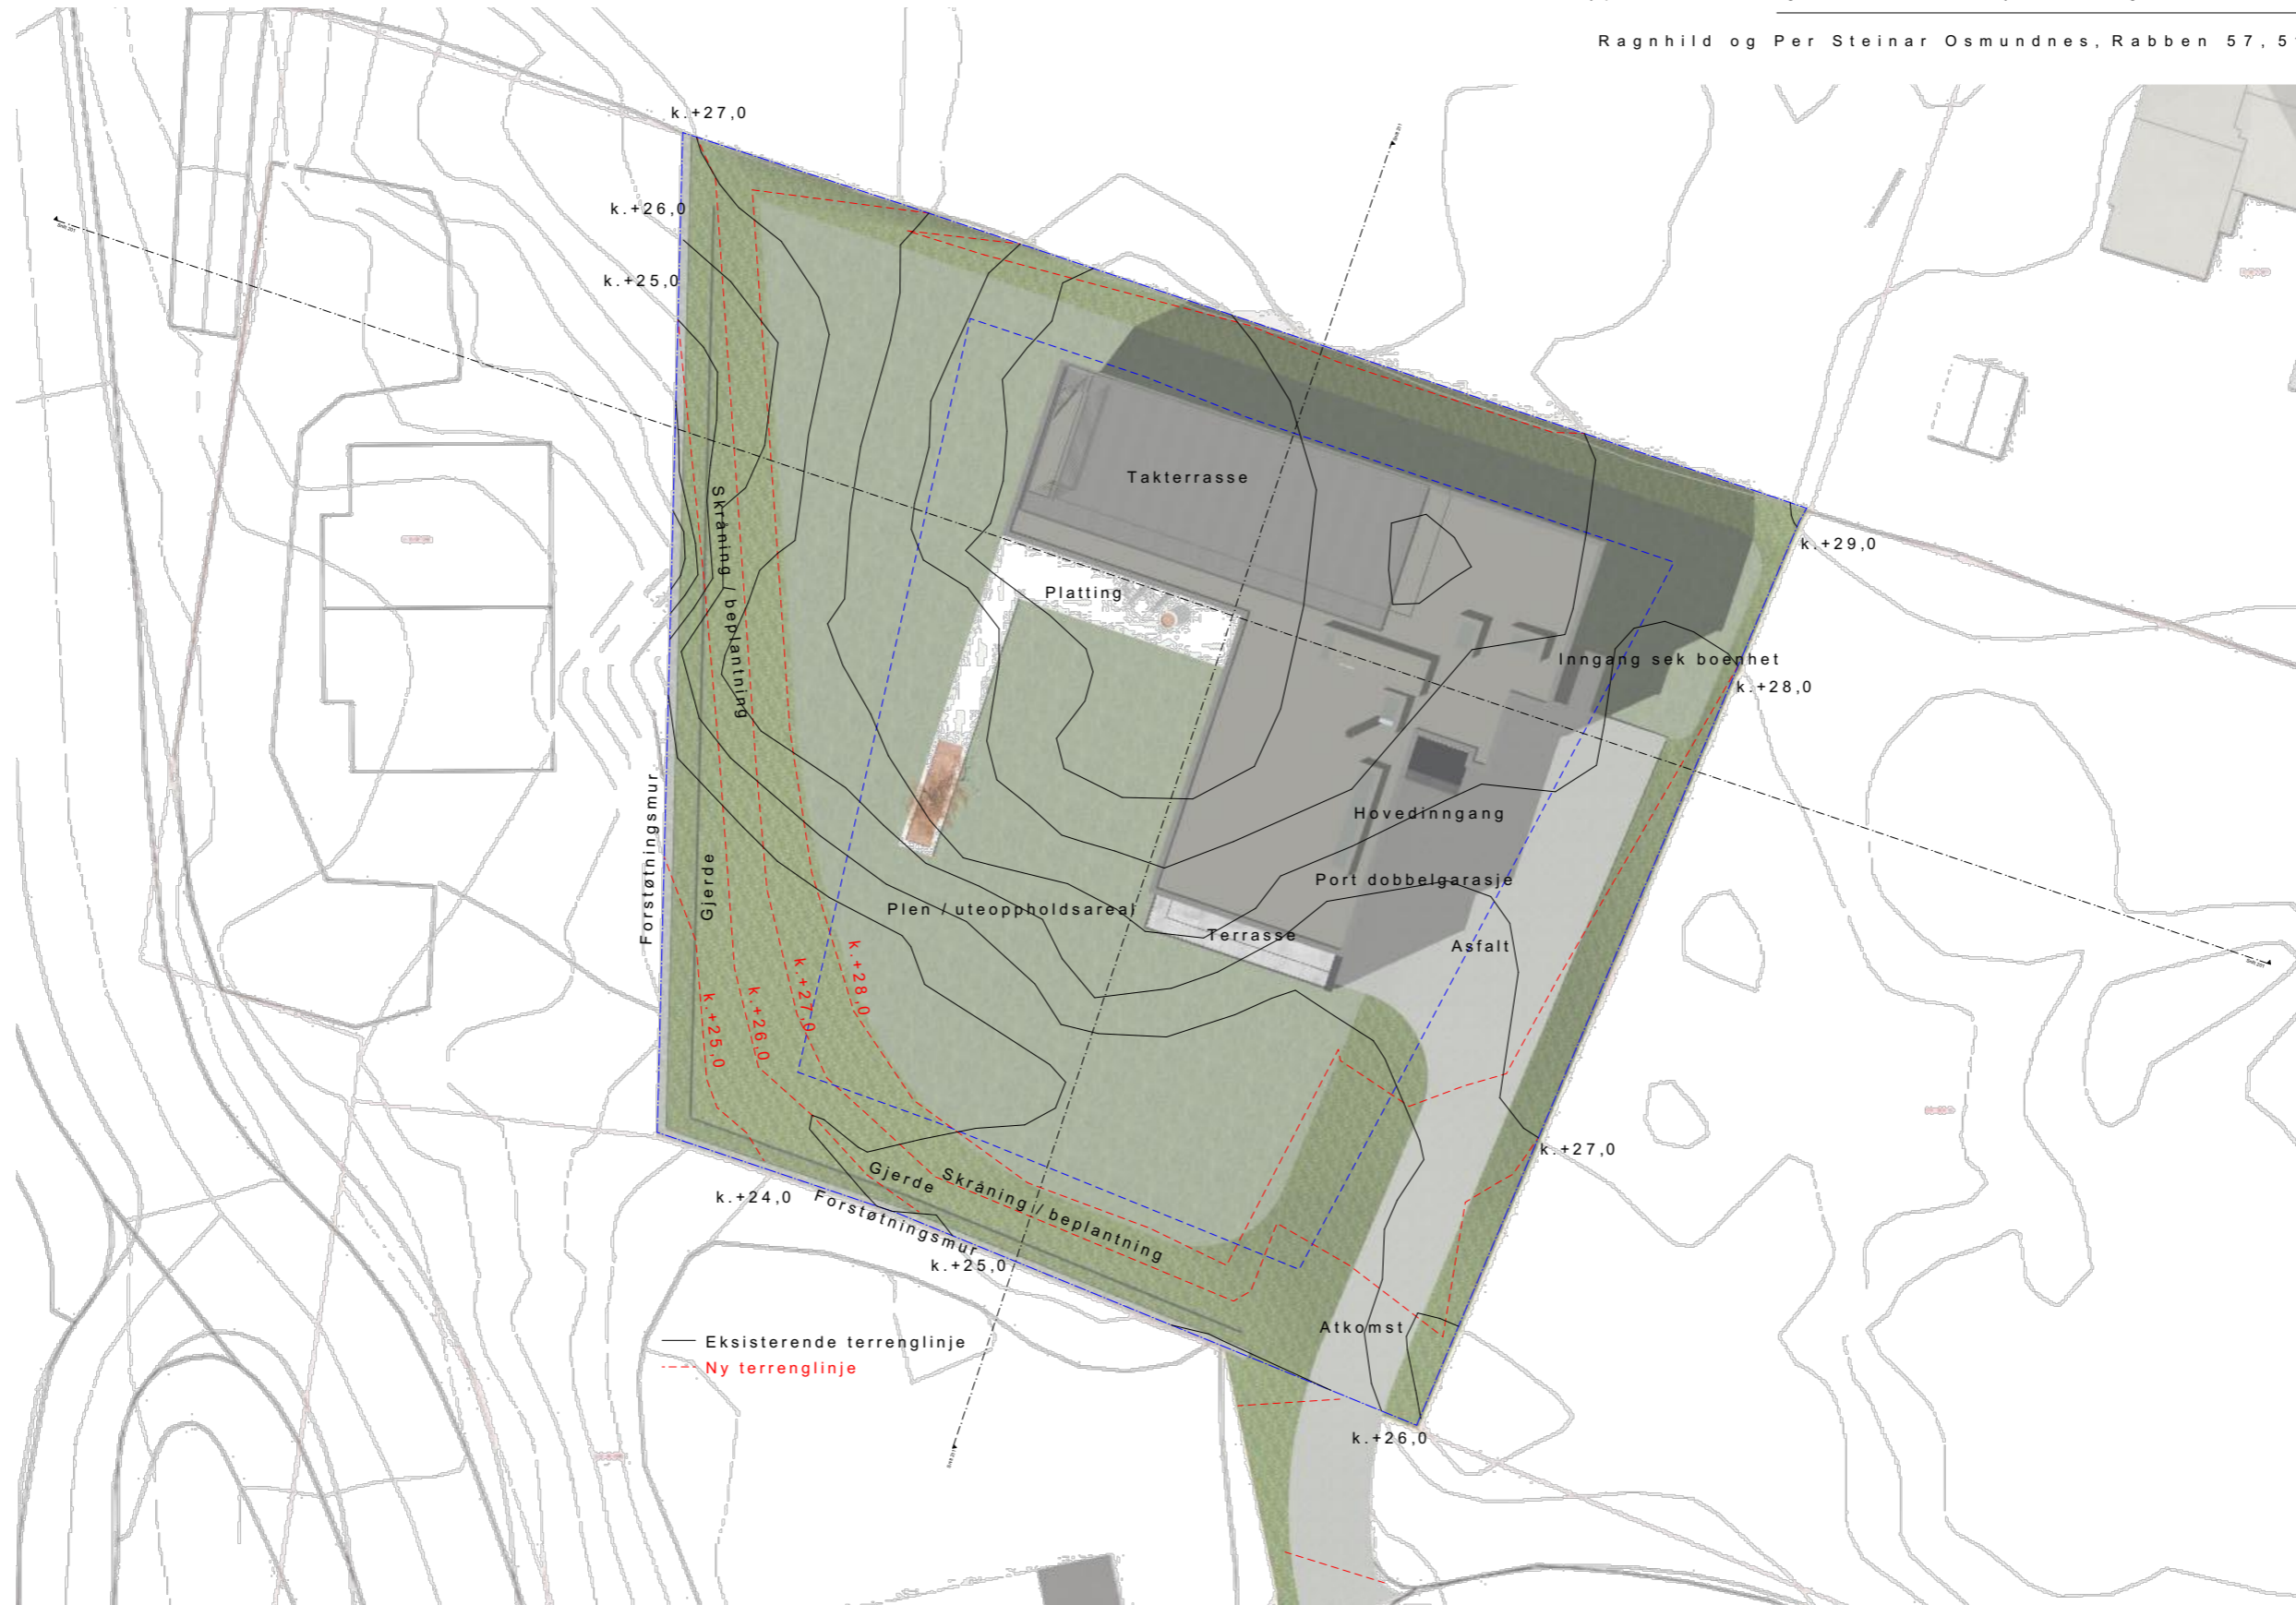 Ragnhild og Per Steinar Osmundnes, Rabben 57, 5
k.+27,0
k.+26,0
k.+25,0
Takterrasse
k.+29,0
Platting
Skråning / beplantning
Inngang sek boenhet
k.+28,0
Hovedinngang
Forstøtningsmur
Gjerde
Port dobbelgarasje
Plen / uteoppholdsareal
Terrasse
Asfalt
k.+28,0
k.+27,0
k.+26,0
k.+25,0
k.+27,0
Gjerde
Skråning / beplantning
k.+24,0
Forstøtningsmur
k.+25,0
Atkomst
Eksisterende terrenglinje
Ny terrenglinje
k.+26,0